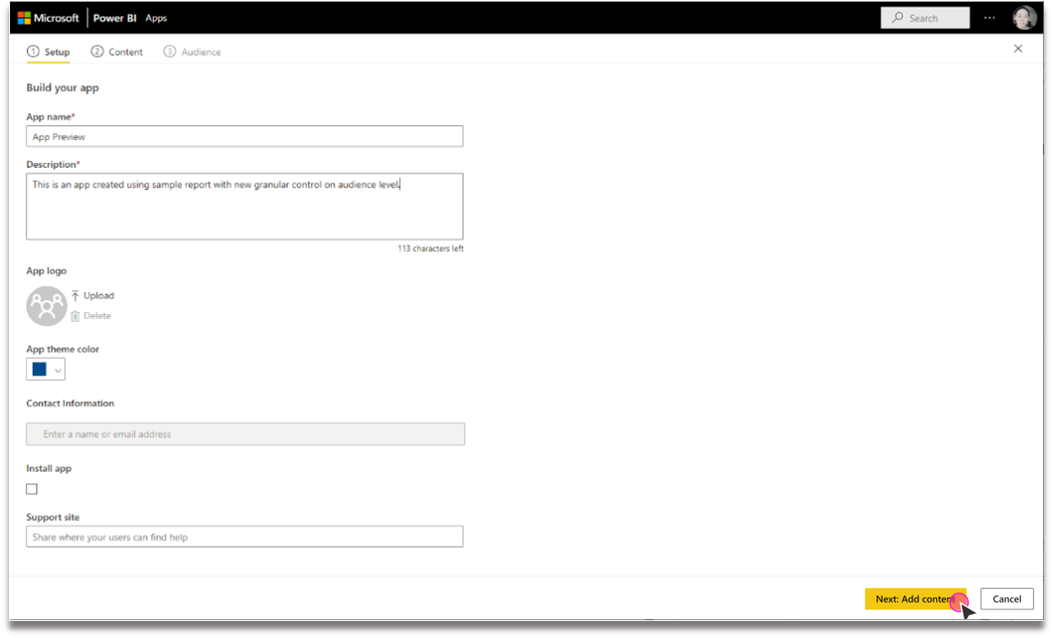 Microsoft Power BI Apps Search ...
1 Setup 2 Content 3 Audience
Build your app
App name*
App Preview
Description*
This is an app created using sample report with new granular control on audience level.
113 characters left
App logo
Upload
Delete
App theme color
Contact Information
Enter a name or email address
Install app
Support site
Share where your users can find help
Next: Add content Cancel